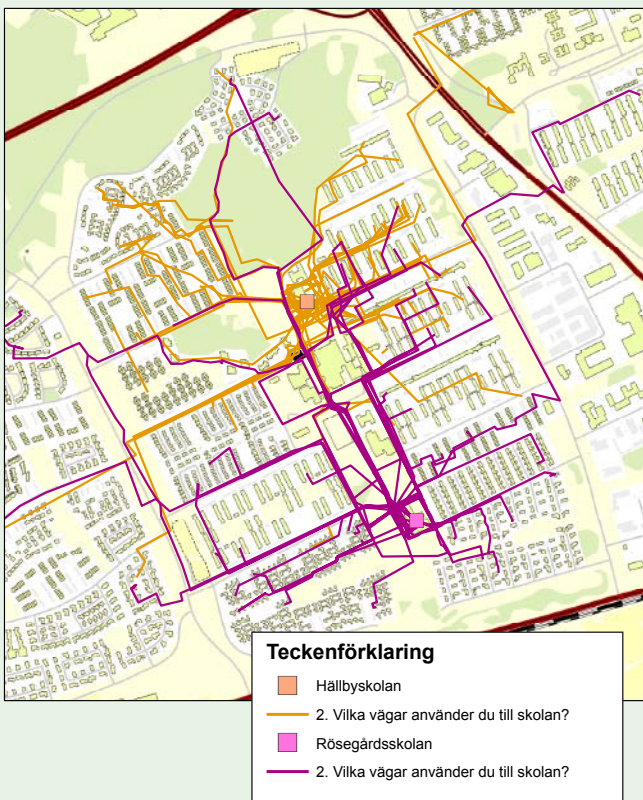 Teckenförklaring
Hällbyskolan
2. Vilka vägar använder du till skolan?
Rösegårdsskolan
2. Vilka vägar använder du till skolan?